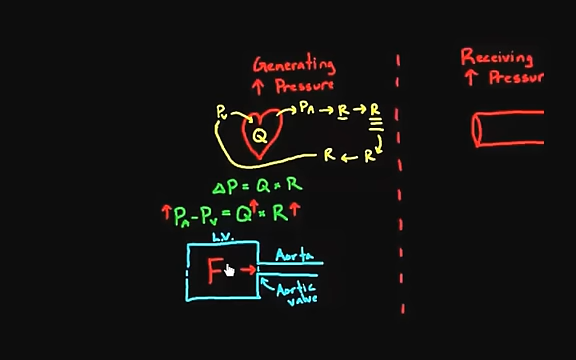 Generating
↑ Pressure
Receiving
↑ Pressur
Pv → Q → PA → R → R
R ← R
ΔP = Q × R
↑PA - Pv = Q↑ × R↑
L.V.
F →
Aorta
Aortic
valve